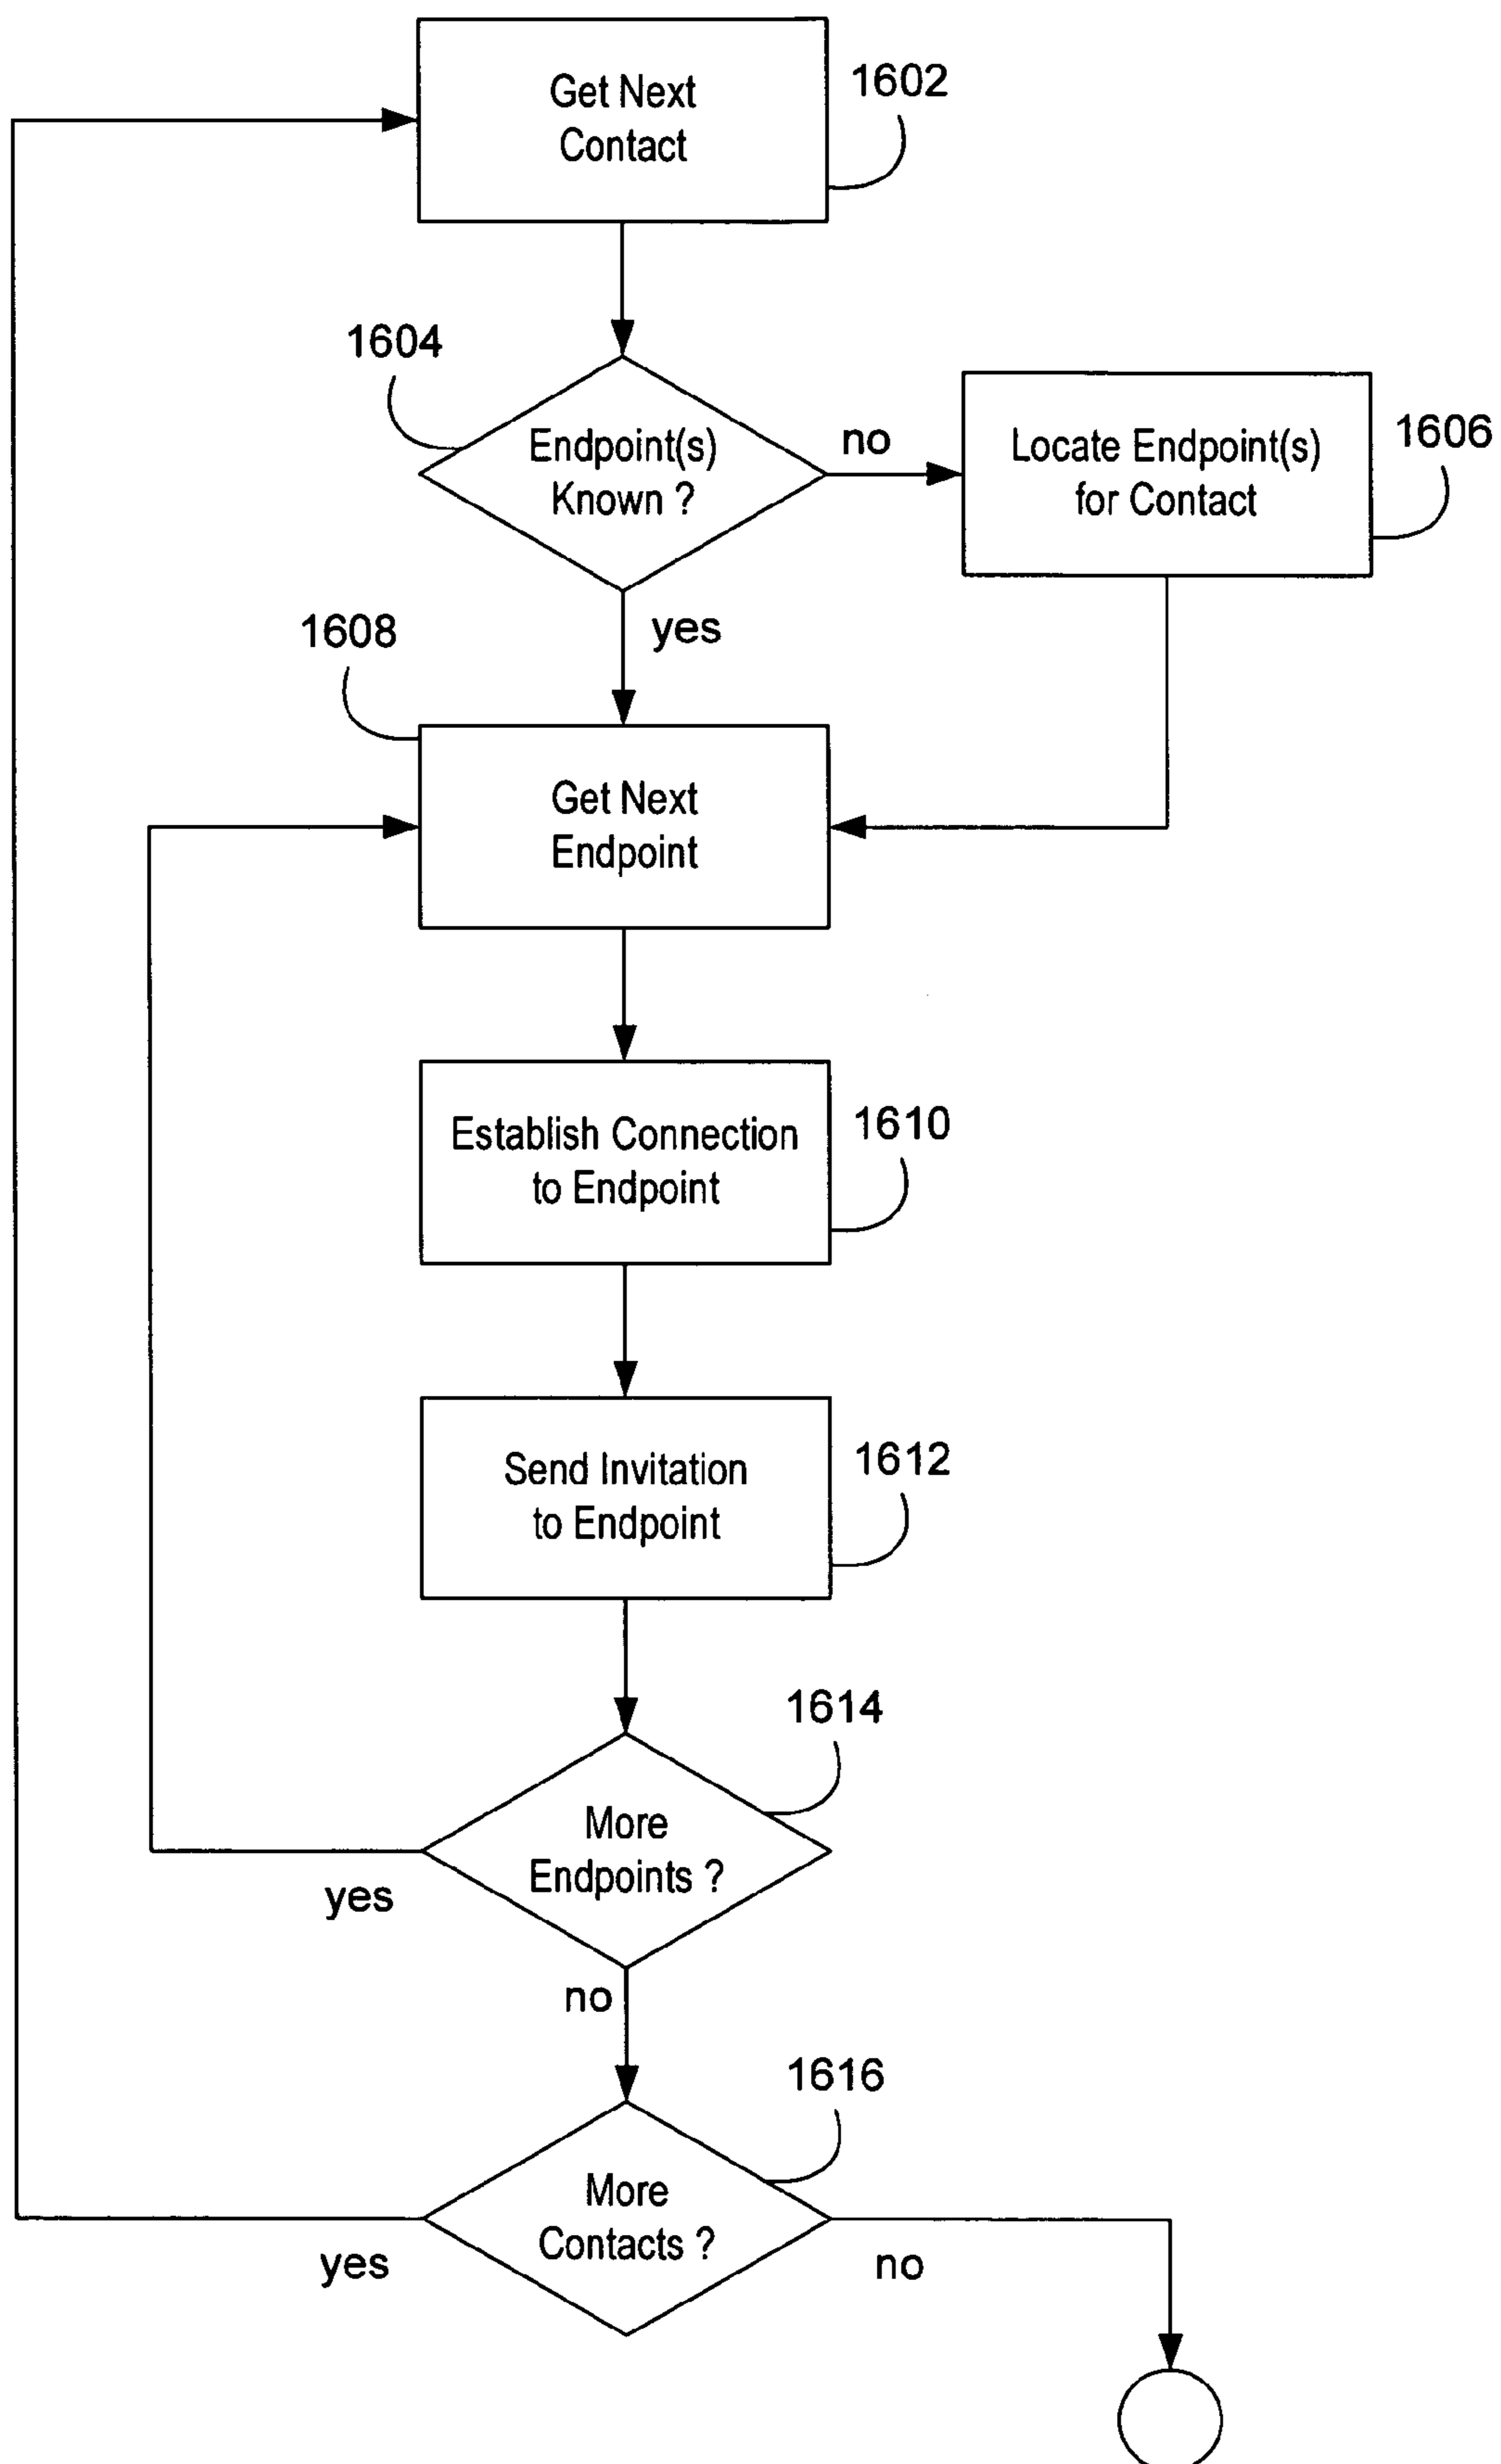 Get Next
Contact
1602
1604
Endpoint(s)
Known ?
no
Locate Endpoint(s)
for Contact
1606
yes
1608
Get Next
Endpoint
Establish Connection
to Endpoint
1610
Send Invitation
to Endpoint
1612
1614
More
Endpoints ?
yes
no
1616
More
Contacts ?
yes
no